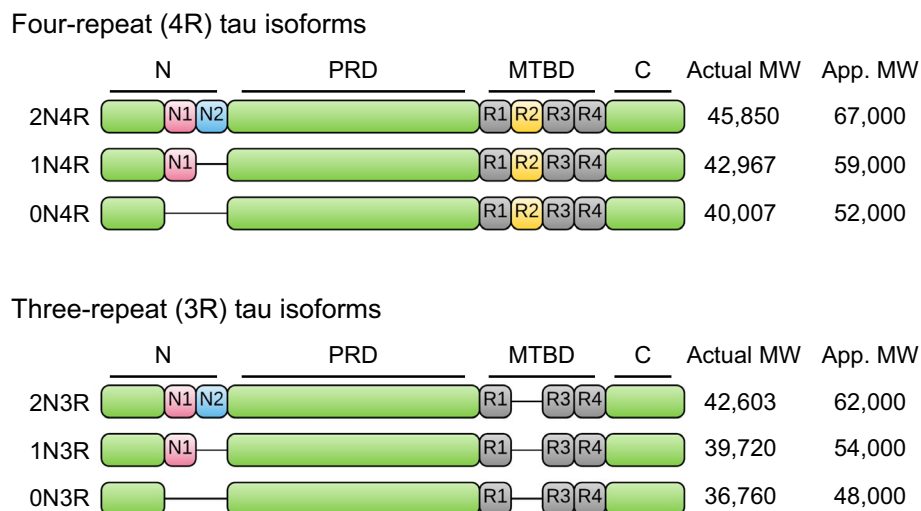 Four-repeat (4R) tau isoforms
N PRD MTBD C Actual MW App. MW
2N4R N1 N2 R1 R2 R3 R4 45,850 67,000
1N4R N1 R1 R2 R3 R4 42,967 59,000
0N4R R1 R2 R3 R4 40,007 52,000
Three-repeat (3R) tau isoforms
N PRD MTBD C Actual MW App. MW
2N3R N1 N2 R1 R3 R4 42,603 62,000
1N3R N1 R1 R3 R4 39,720 54,000
0N3R R1 R3 R4 36,760 48,000